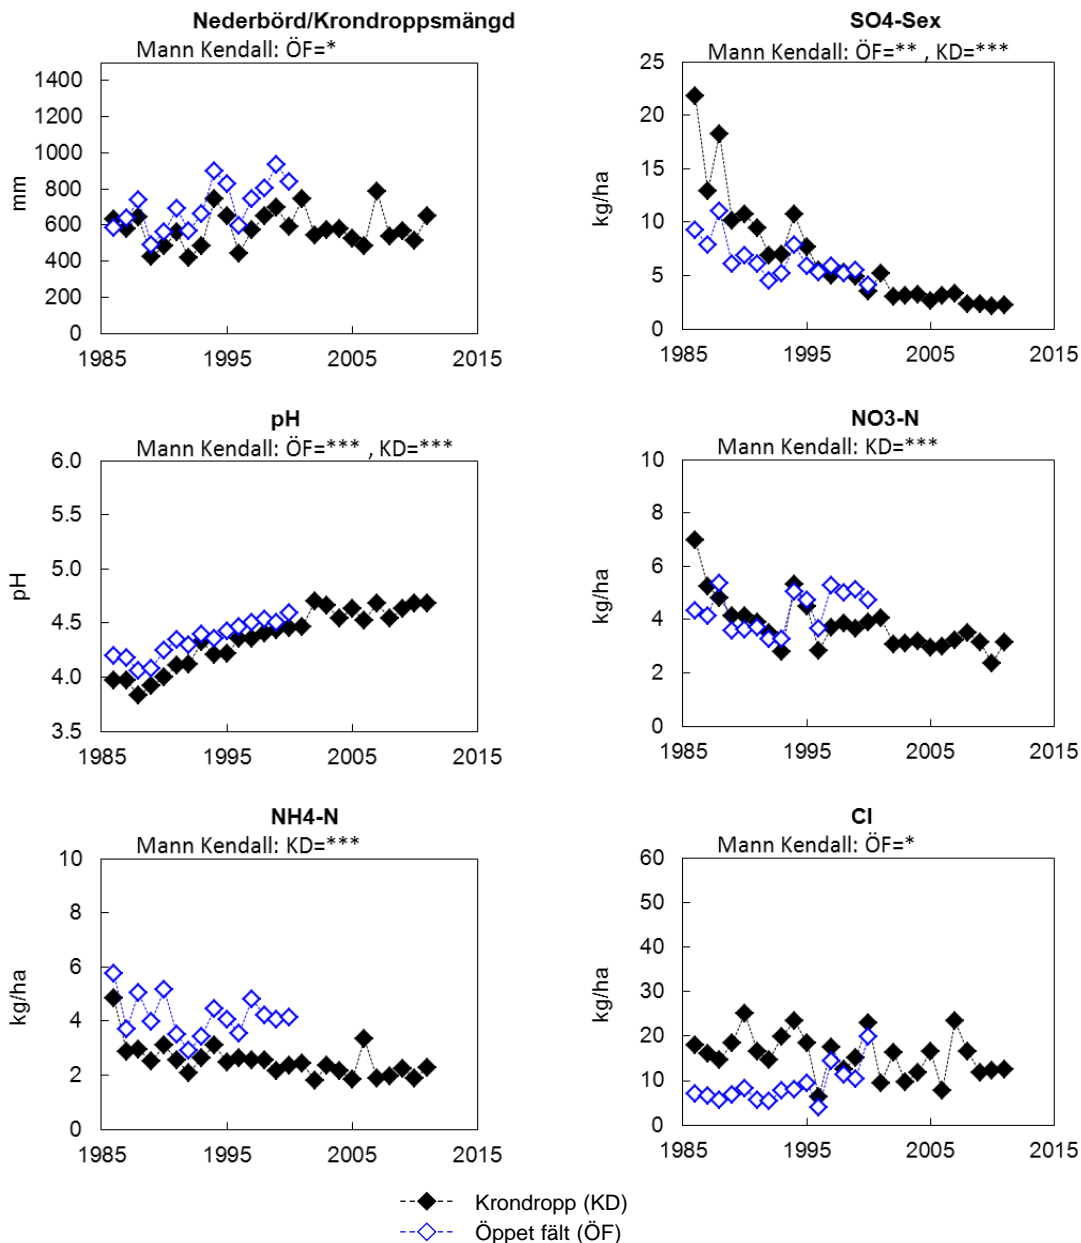 Nederbörd/Krondroppsmängd
Mann Kendall: ÖF=*
mm
1400
1200
1000
800
600
400
200
0
1985 1995 2005 2015
SO4-Sex
Mann Kendall: ÖF=** , KD=***
kg/ha
25
20
15
10
5
0
1985 1995 2005 2015
pH
Mann Kendall: ÖF=*** , KD=***
pH
6.0
5.5
5.0
4.5
4.0
3.5
1985 1995 2005 2015
NO3-N
Mann Kendall: KD=***
kg/ha
10
8
6
4
2
0
1985 1995 2005 2015
NH4-N
Mann Kendall: KD=***
kg/ha
10
8
6
4
2
0
1985 1995 2005 2015
Cl
Mann Kendall: ÖF=*
kg/ha
60
50
40
30
20
10
0
1985 1995 2005 2015
Krondropp (KD)
Öppet fält (ÖF)